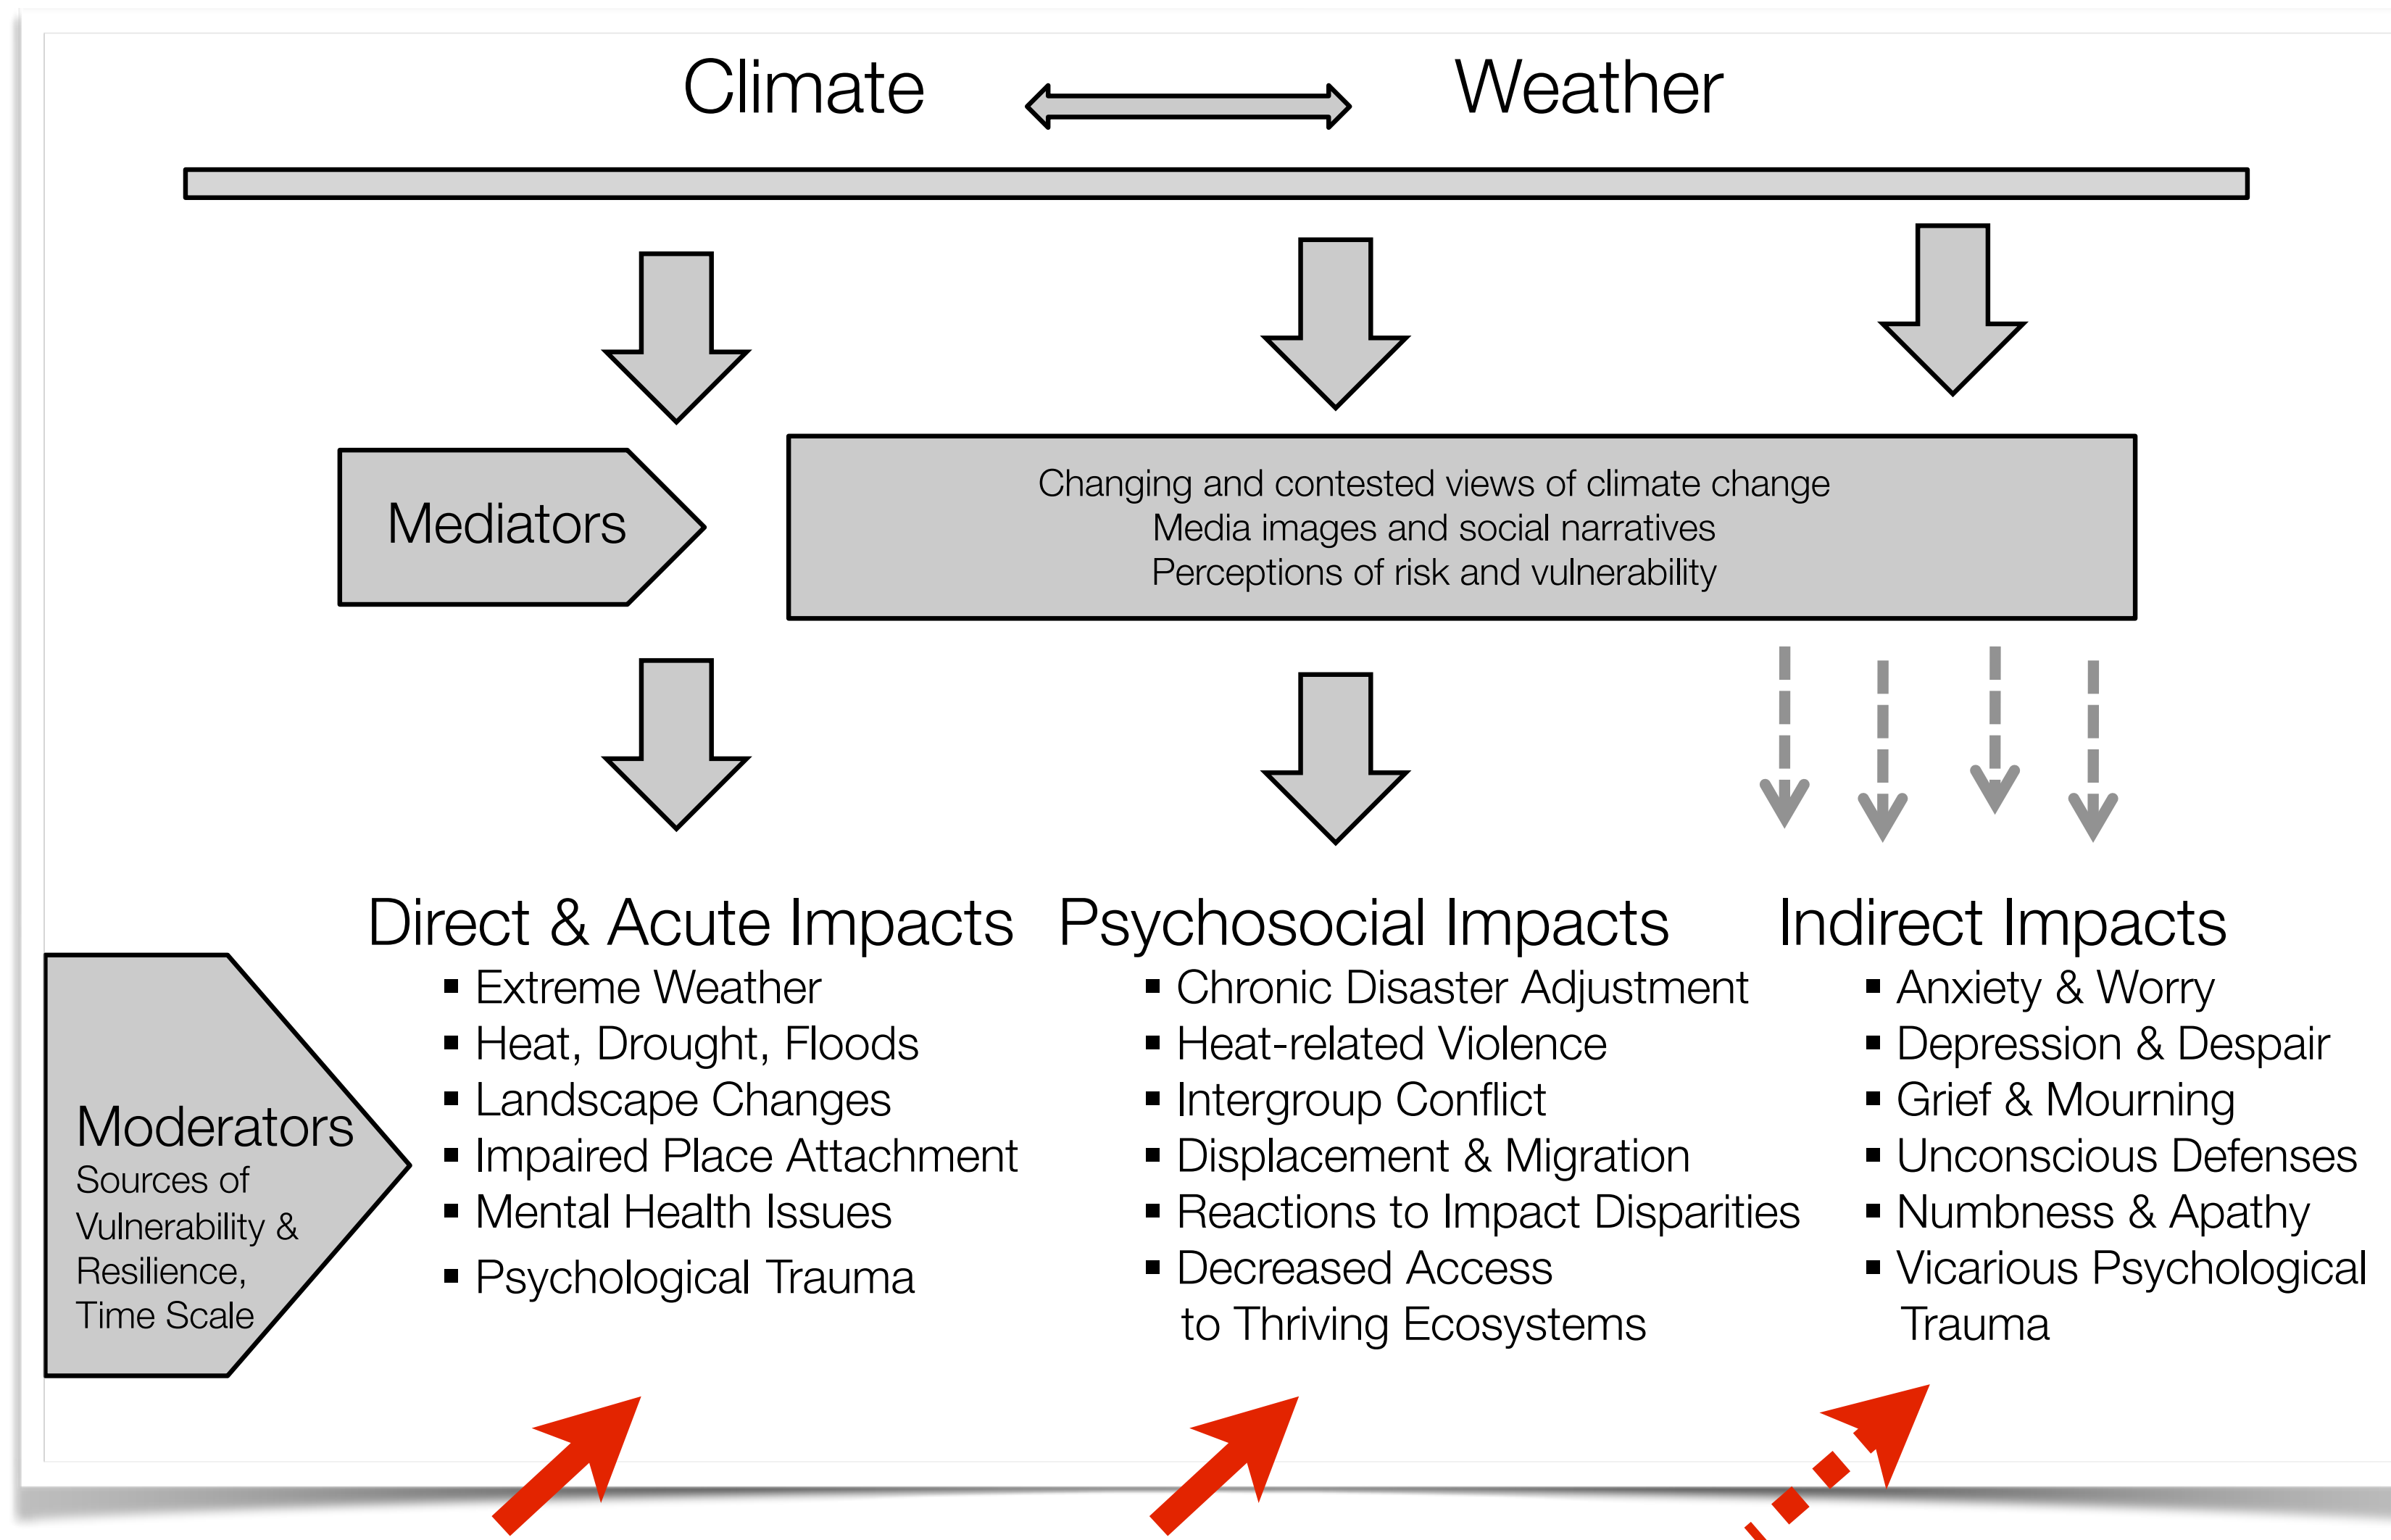 Climate
Weather
Mediators
Changing and contested views of climate change
Media images and social narratives
Perceptions of risk and vulnerability
Direct & Acute Impacts
▪ Extreme Weather
▪ Heat, Drought, Floods
▪ Landscape Changes
▪ Impaired Place Attachment
▪ Mental Health Issues
▪ Psychological Trauma
Psychosocial Impacts
▪ Chronic Disaster Adjustment
▪ Heat-related Violence
▪ Intergroup Conflict
▪ Displacement & Migration
▪ Reactions to Impact Disparities
▪ Decreased Access
to Thriving Ecosystems
Indirect Impacts
▪ Anxiety & Worry
▪ Depression & Despair
▪ Grief & Mourning
▪ Unconscious Defenses
▪ Numbness & Apathy
▪ Vicarious Psychological
Trauma
Moderators
Sources of
Vulnerability &
Resilience,
Time Scale